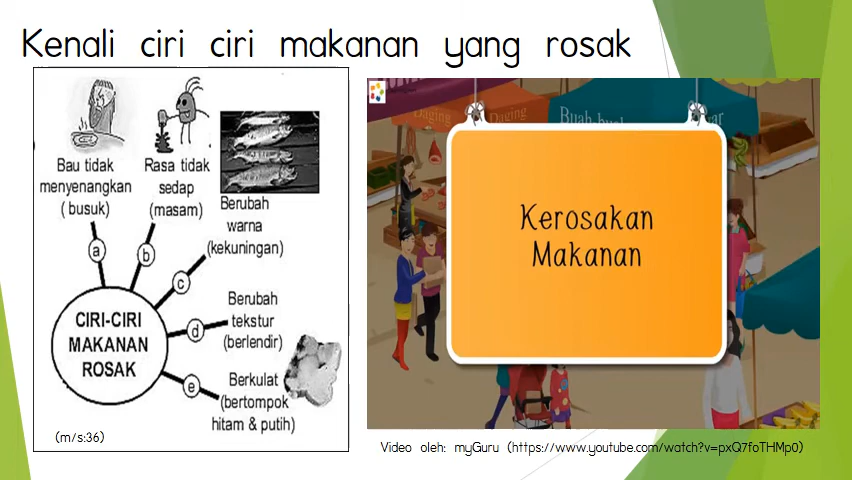 Kenali ciri ciri makanan yang rosak
Bau tidak
menyenangkan
( busuk)
Rasa tidak
sedap
(masam)
Berubah
warna
(kekuningan)
Berubah
tekstur
(berlendir)
Berkulat
(bertompok
hitam & putih)
a
b
c
d
e
CIRI-CIRI
MAKANAN
ROSAK
(m/s:36)
Daging
Daging
Kerosakan
Makanan
Video oleh: myGuru (https://www.youtube.com/watch?v=pxQ7foTHMp0)